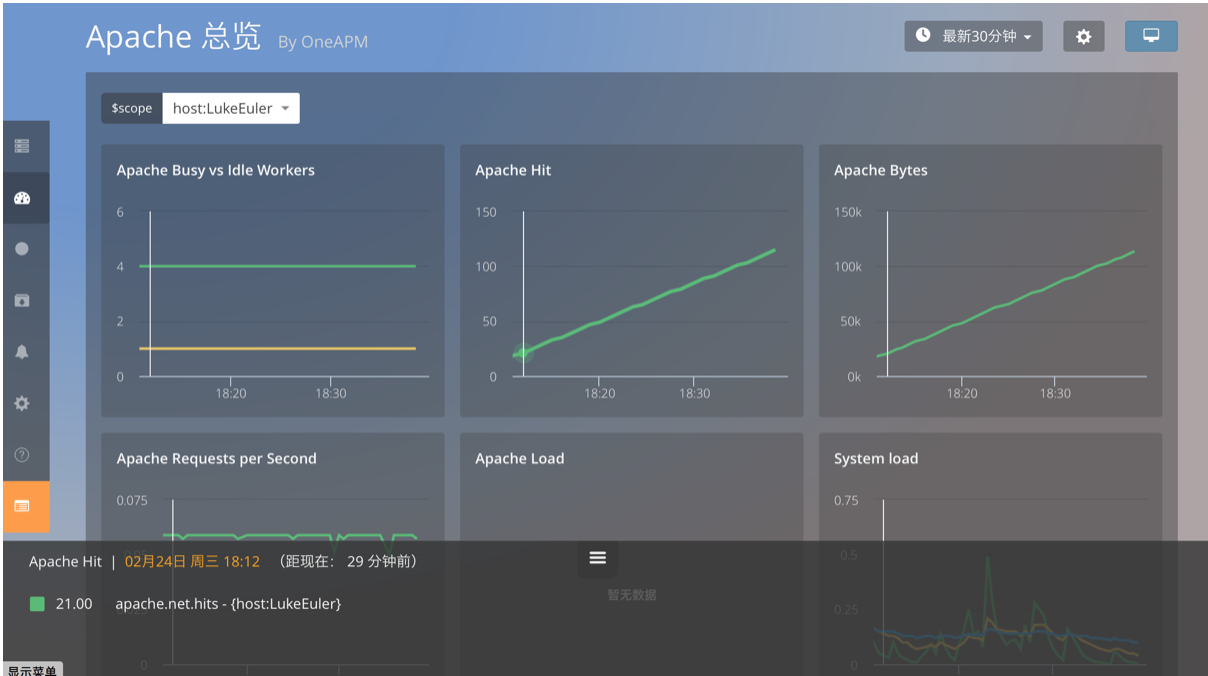 Apache 总览 By OneAPM
最新30分钟
$scope host:LukeEuler
Apache Busy vs Idle Workers
6
4
2
0
18:20 18:30
Apache Hit
150
100
50
0
18:20 18:30
Apache Bytes
150k
100k
50k
0k
18:20 18:30
Apache Requests per Second
0.075
0
Apache Load
暂无数据
System load
0.75
0.5
0.25
0
Apache Hit | 02月24日 周三 18:12 （距现在： 29 分钟前）
21.00 apache.net.hits - {host:LukeEuler}
显示菜单